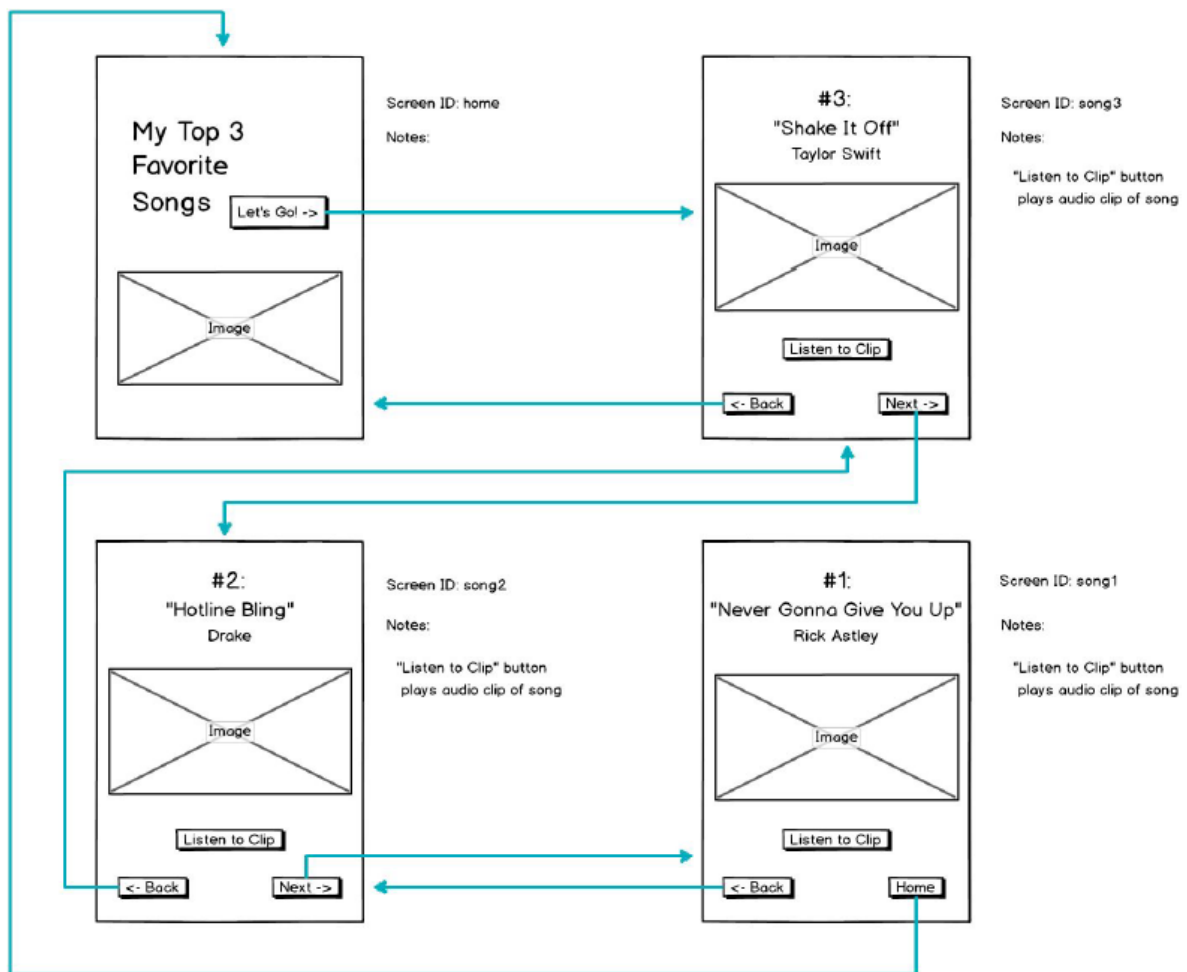 My Top 3
Favorite
Songs
Let's Go! ->
Image
Screen ID: home
Notes:
#3:
"Shake It Off"
Taylor Swift
Image
Listen to Clip
<- Back
Next ->
Screen ID: song3
Notes:
"Listen to Clip" button
plays audio clip of song
#2:
"Hotline Bling"
Drake
Image
Listen to Clip
<- Back
Next ->
Screen ID: song2
Notes:
"Listen to Clip" button
plays audio clip of song
#1:
"Never Gonna Give You Up"
Rick Astley
Image
Listen to Clip
<- Back
Home
Screen ID: song1
Notes:
"Listen to Clip" button
plays audio clip of song